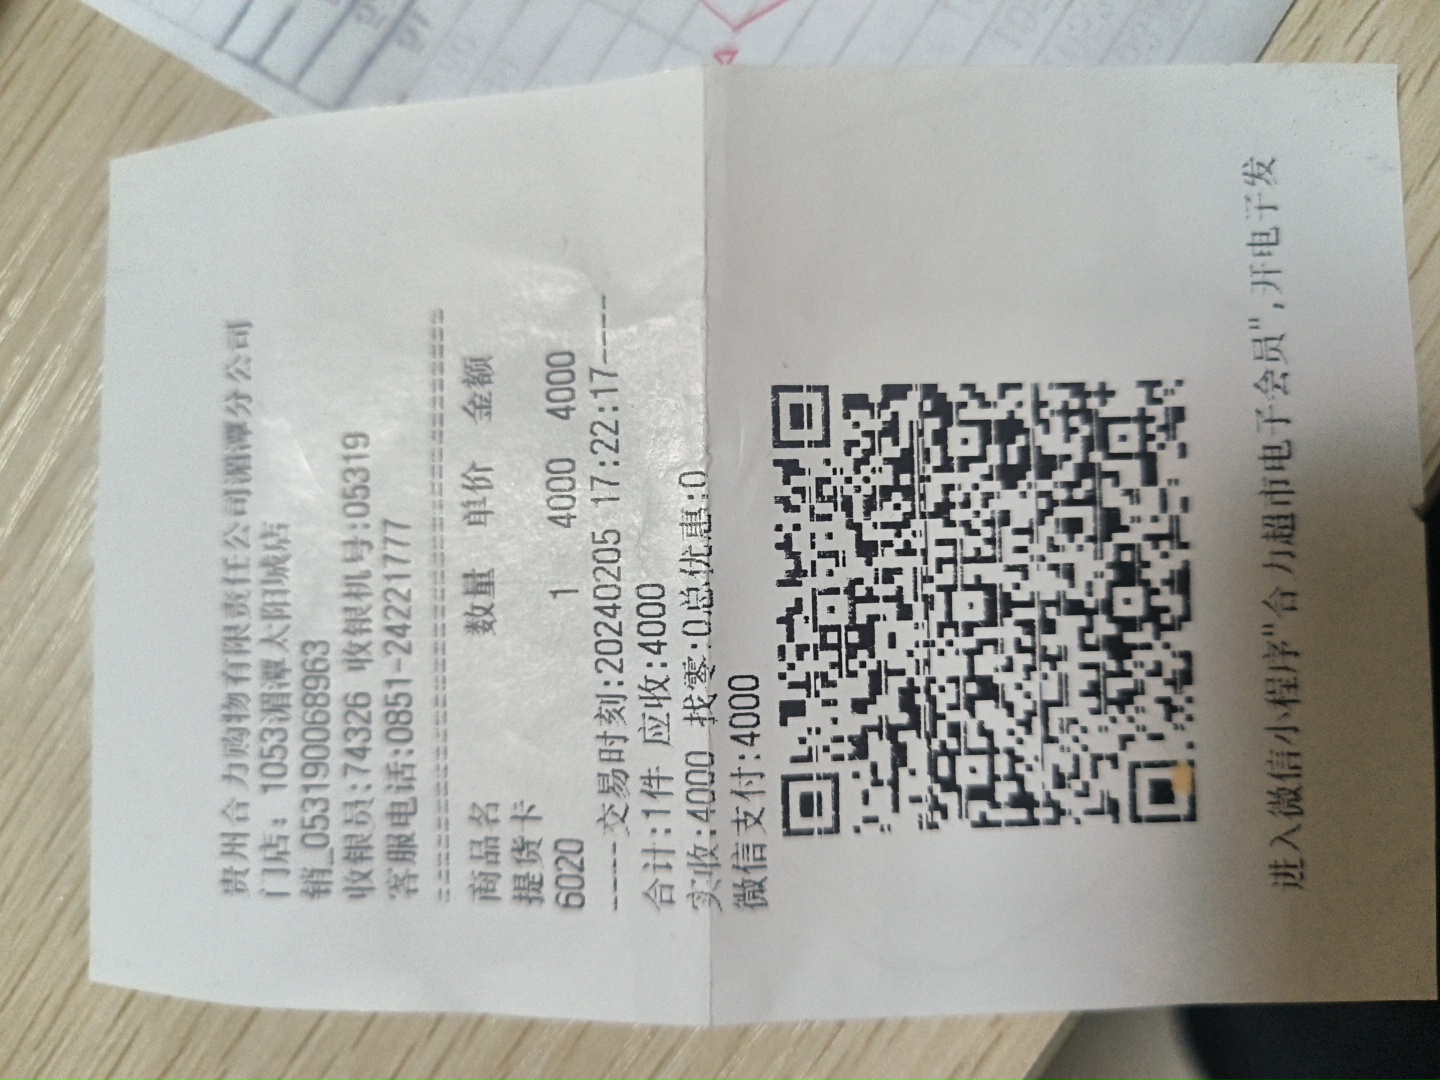 贵州合力购物有限责任公司湄潭分公司
门店: 1053湄潭太阳城店
销_053190068963
收银员:74326 收银机号:05319
客服电话:0851-24221777
商品名 数量 单价 金额
提货卡
6020 1 4000 4000
-----交易时刻:20240205 17:22:17----
合计:1件 应收:4000
实收:4000 找零:0总优惠:0
微信支付:4000
进入微信小程序"合力超市电子会员",开电子发